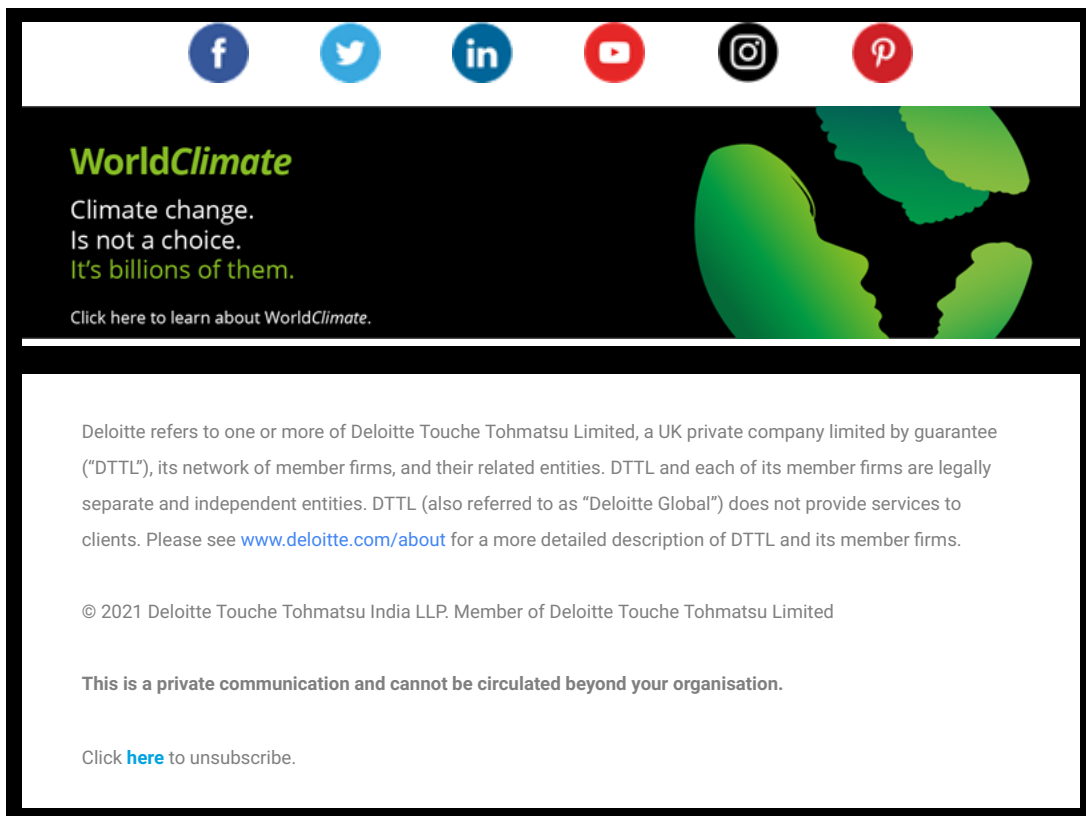 WorldClimate
Climate change.
Is not a choice.
It's billions of them.
Click here to learn about WorldClimate.
Deloitte refers to one or more of Deloitte Touche Tohmatsu Limited, a UK private company limited by guarantee
(“DTTL”), its network of member firms, and their related entities. DTTL and each of its member firms are legally
separate and independent entities. DTTL (also referred to as “Deloitte Global”) does not provide services to
clients. Please see www.deloitte.com/about for a more detailed description of DTTL and its member firms.
© 2021 Deloitte Touche Tohmatsu India LLP. Member of Deloitte Touche Tohmatsu Limited
This is a private communication and cannot be circulated beyond your organisation.
Click here to unsubscribe.